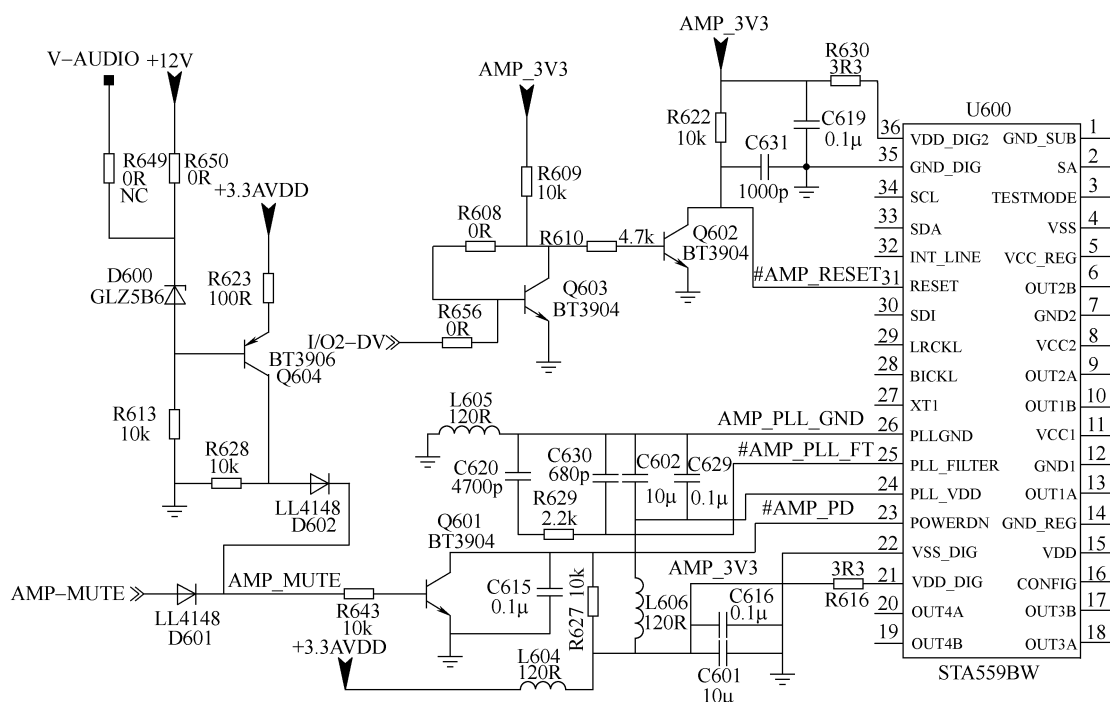 V-AUDIO
+12V
R649
0R
NC
R650
0R
+3.3AVDD
D600
GLZ5B6
R623
100R
BT3906
Q604
R613
10k
R628
10k
LL4148
D602
AMP-MUTE
LL4148
D601
AMP_MUTE
R643
10k
+3.3AVDD
AMP_3V3
R609
10k
R608
0R
R610
4.7k
R656
0R
I/O2-DV
Q603
BT3904
AMP_3V3
R622
10k
C631
1000p
C619
0.1μ
R630
3R3
Q602
BT3904
#AMP_RESET
L605
120R
AMP_PLL_GND
#AMP_PLL_FT
C620
4700p
C630
680p
C602
10μ
C629
0.1μ
R629
2.2k
#AMP_PD
Q601
BT3904
C615
0.1μ
R627
10k
L606
120R
L604
120R
AMP_3V3
C616
0.1μ
C601
10μ
3R3
R616
U600
36 VDD_DIG2
35 GND_DIG
34 SCL
33 SDA
32 INT_LINE
31 RESET
30 SDI
29 LRCKL
28 BICKL
27 XT1
26 PLLGND
25 PLL_FILTER
24 PLL_VDD
23 POWERDN
22 VSS_DIG
21 VDD_DIG
20 OUT4A
19 OUT4B
GND_SUB 1
SA 2
TESTMODE 3
VSS 4
VCC_REG 5
OUT2B 6
GND2 7
VCC2 8
OUT2A 9
OUT1B 10
VCC1 11
GND1 12
OUT1A 13
GND_REG 14
VDD 15
CONFIG 16
OUT3B 17
OUT3A 18
STA559BW